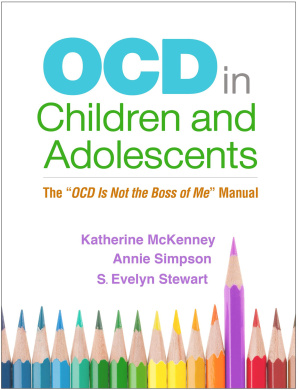 OCD in
Children and
Adolescents
The “OCD Is Not the Boss of Me” Manual
Katherine McKenney
Annie Simpson
S. Evelyn Stewart